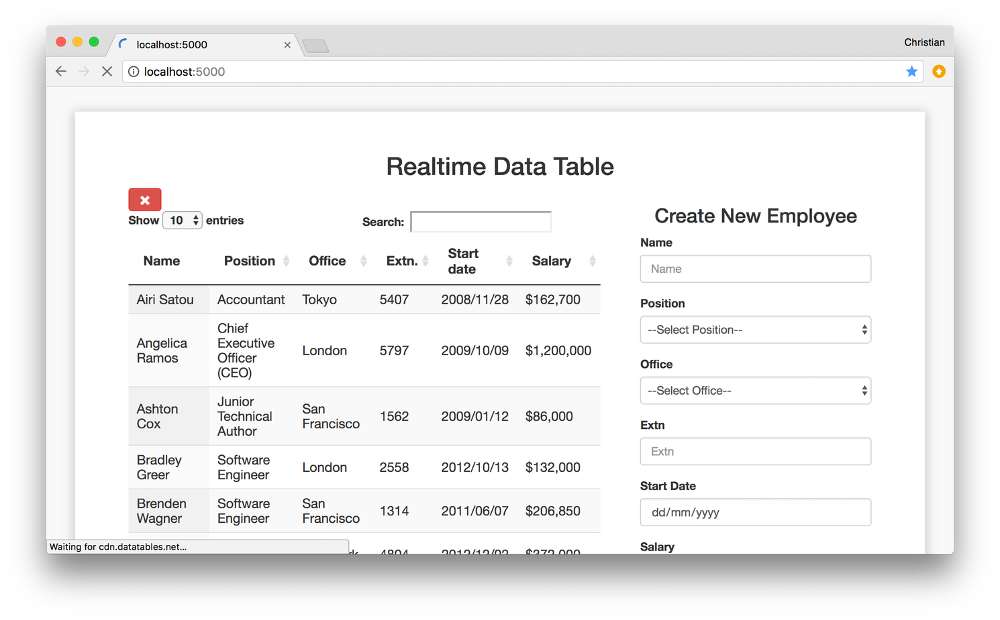 localhost:5000
Christian
localhost:5000
Realtime Data Table
Show 10 entries
Search:
Name Position Office Extn. Start date Salary
Airi Satou Accountant Tokyo 5407 2008/11/28 $162,700
Angelica Ramos Chief Executive Officer (CEO) London 5797 2009/10/09 $1,200,000
Ashton Cox Junior Technical Author San Francisco 1562 2009/01/12 $86,000
Bradley Greer Software Engineer London 2558 2012/10/13 $132,000
Brenden Wagner Software Engineer San Francisco 1314 2011/06/07 $206,850
4804 2012/12/02 $372,000
Create New Employee
Name
Name
Position
--Select Position--
Office
--Select Office--
Extn
Extn
Start Date
dd/mm/yyyy
Salary
Waiting for cdn.datatables.net...